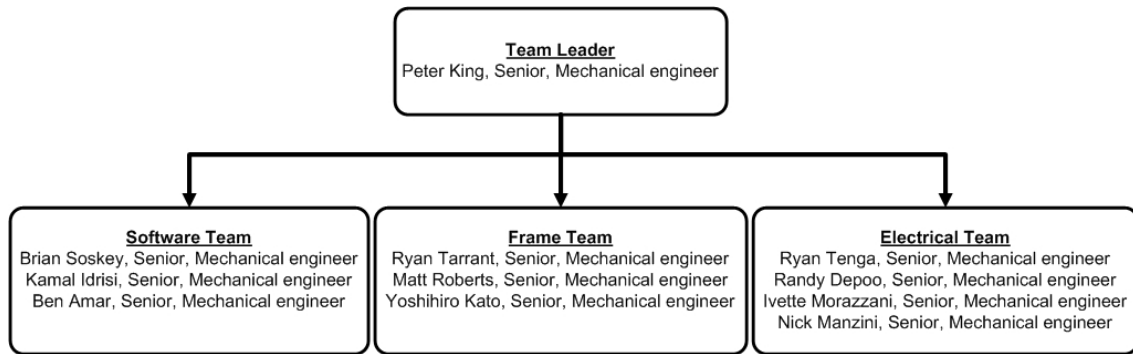 Team Leader
Peter King, Senior, Mechanical engineer
Software Team
Brian Soskey, Senior, Mechanical engineer
Kamal Idrisi, Senior, Mechanical engineer
Ben Amar, Senior, Mechanical engineer
Frame Team
Ryan Tarrant, Senior, Mechanical engineer
Matt Roberts, Senior, Mechanical engineer
Yoshihiro Kato, Senior, Mechanical engineer
Electrical Team
Ryan Tenga, Senior, Mechanical engineer
Randy Depoo, Senior, Mechanical engineer
Ivette Morazzani, Senior, Mechanical engineer
Nick Manzini, Senior, Mechanical engineer